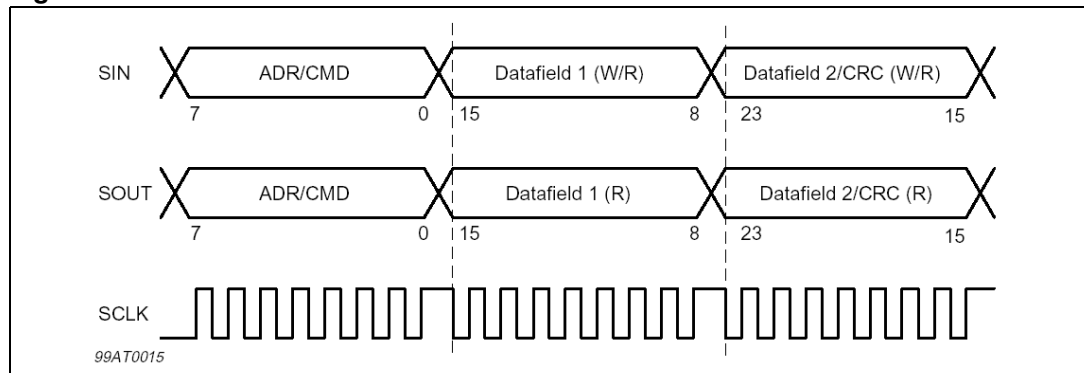 SIN ADR/CMD Datafield 1 (W/R) Datafield 2/CRC (W/R)
7 0 15 8 23 15
SOUT ADR/CMD Datafield 1 (R) Datafield 2/CRC (R)
7 0 15 8 23 15
SCLK
99AT0015